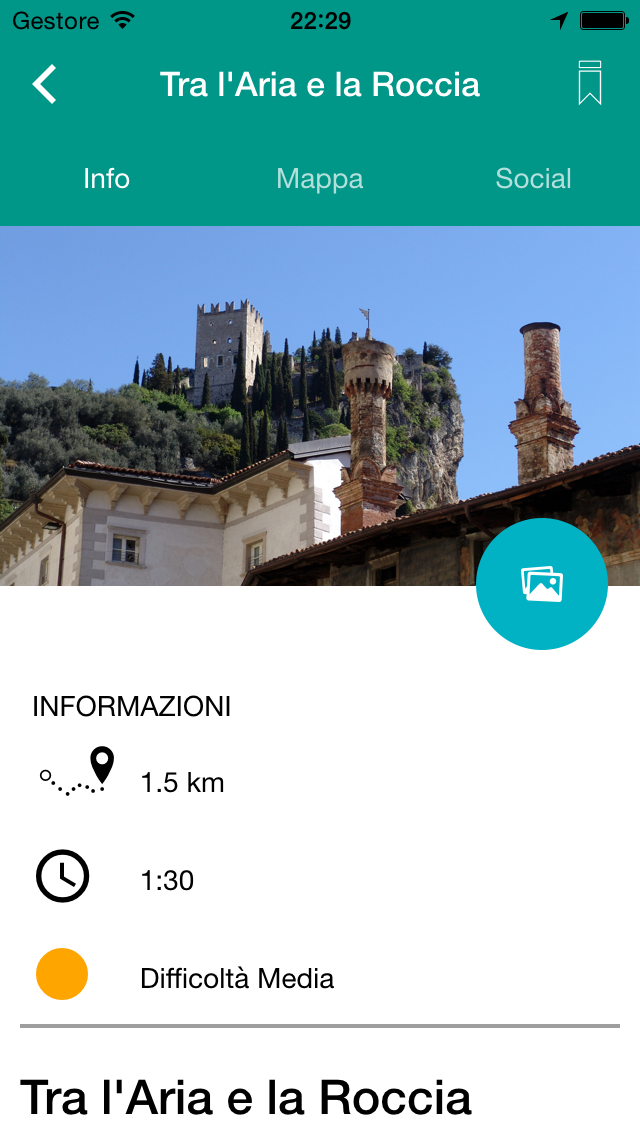 Gestore 22:29
Tra l'Aria e la Roccia
Info Mappa Social
INFORMAZIONI
1.5 km
1:30
Difficoltà Media
Tra l'Aria e la Roccia